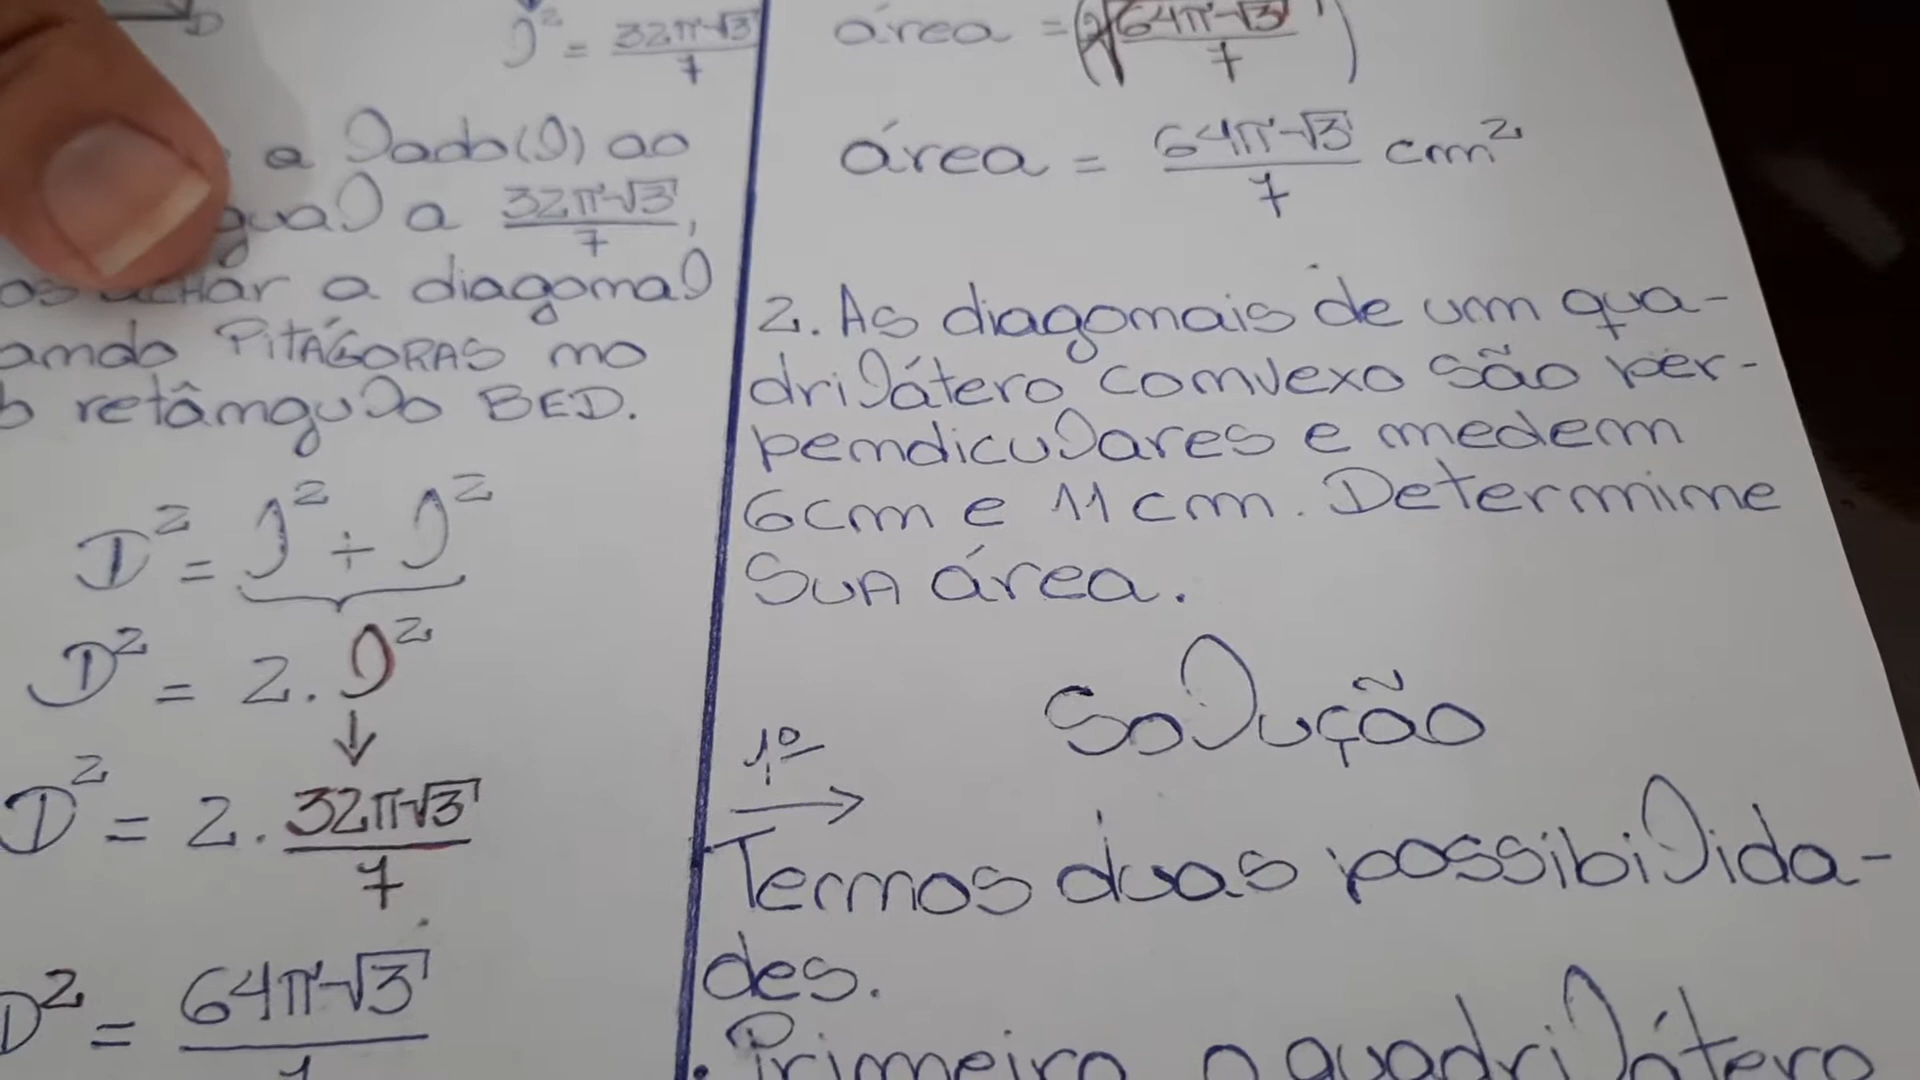 D
l² = 32π√3 / 7
a lado(l) ao
a 32π√3 / 7,
a diagonal
PITÁGORAS no
retângulo BED.
D² = l² + l²
D² = 2.l²
D² = 2. 32π√3 / 7
D² = 64π√3
área = (√64π√3 / 7)
área = 64π√3 / 7 cm²
2. As diagonais de um qua-
drilátero convexo são per-
pendiculares e medem
6cm e 11cm. Determine
SUA área.
Solução
1º
Temos duas possibilida-
des.
. Primeiro o quadrilátero